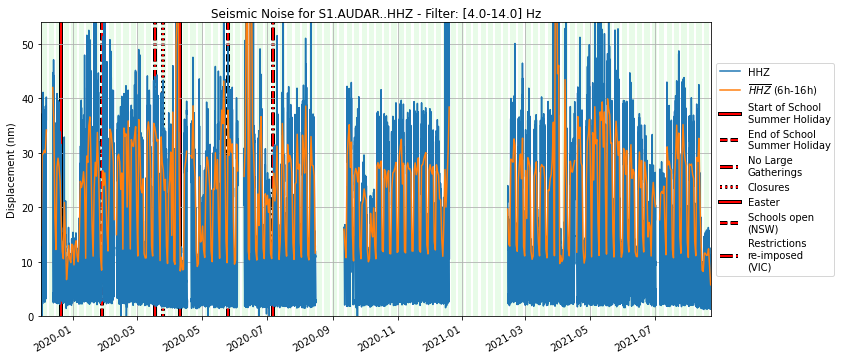 Seismic Noise for S1.AUDAR..HHZ - Filter: [4.0-14.0] Hz
Displacement (nm)
50
40
30
20
10
0
2020-01
2020-03
2020-05
2020-07
2020-09
2020-11
2021-01
2021-03
2021-05
2021-07
HHZ
HHZ (6h-16h)
Start of School
Summer Holiday
End of School
Summer Holiday
No Large
Gatherings
Closures
Easter
Schools open
(NSW)
Restrictions
re-imposed
(VIC)